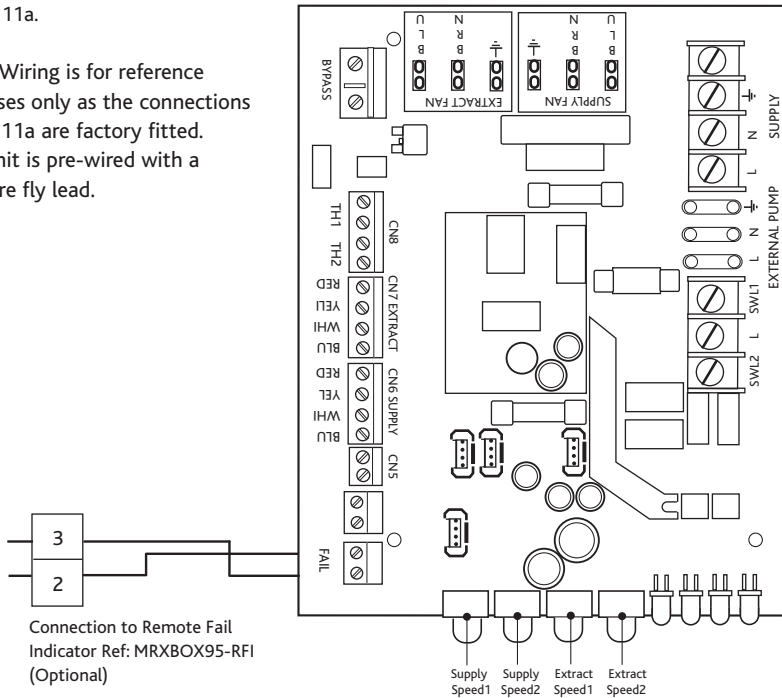 11a.
Wiring is for reference
ses only as the connections
11a are factory fitted.
nit is pre-wired with a
re fly lead.
BYPASS
U L B
N R B
EXTRACT FAN
N R B
U L B
SUPPLY FAN
SUPPLY
N
L
EXTERNAL PUMP
N
L
SWL1
L
SWL2
TH1
TH2
CN8
RED
YEL
WHI
BLU
CN7 EXTRACT
RED
YEL
WHI
BLU
CN6 SUPPLY
CN5
FAIL
3
2
Connection to Remote Fail
Indicator Ref: MRXBOX95-RFI
(Optional)
Supply
Speed1
Supply
Speed2
Extract
Speed1
Extract
Speed2